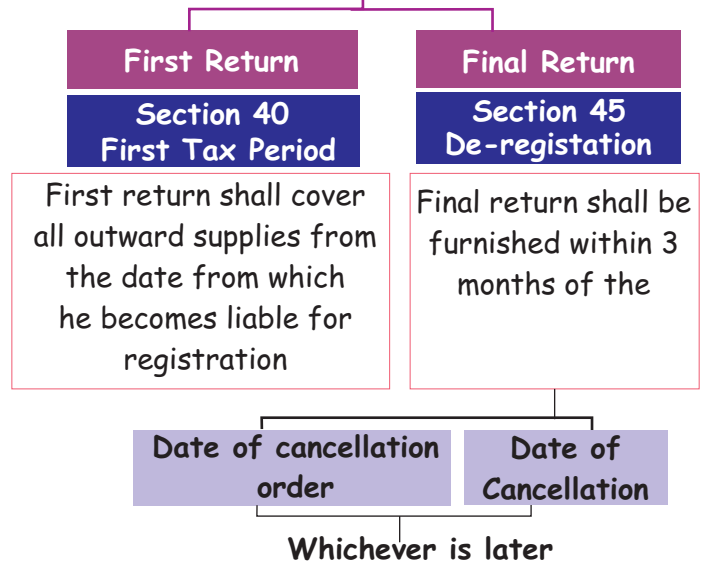 First Return
Section 40
First Tax Period
First return shall cover
all outward supplies from
the date from which
he becomes liable for
registration
Final Return
Section 45
De-registation
Final return shall be
furnished within 3
months of the
Date of cancellation
order
Date of
Cancellation
Whichever is later